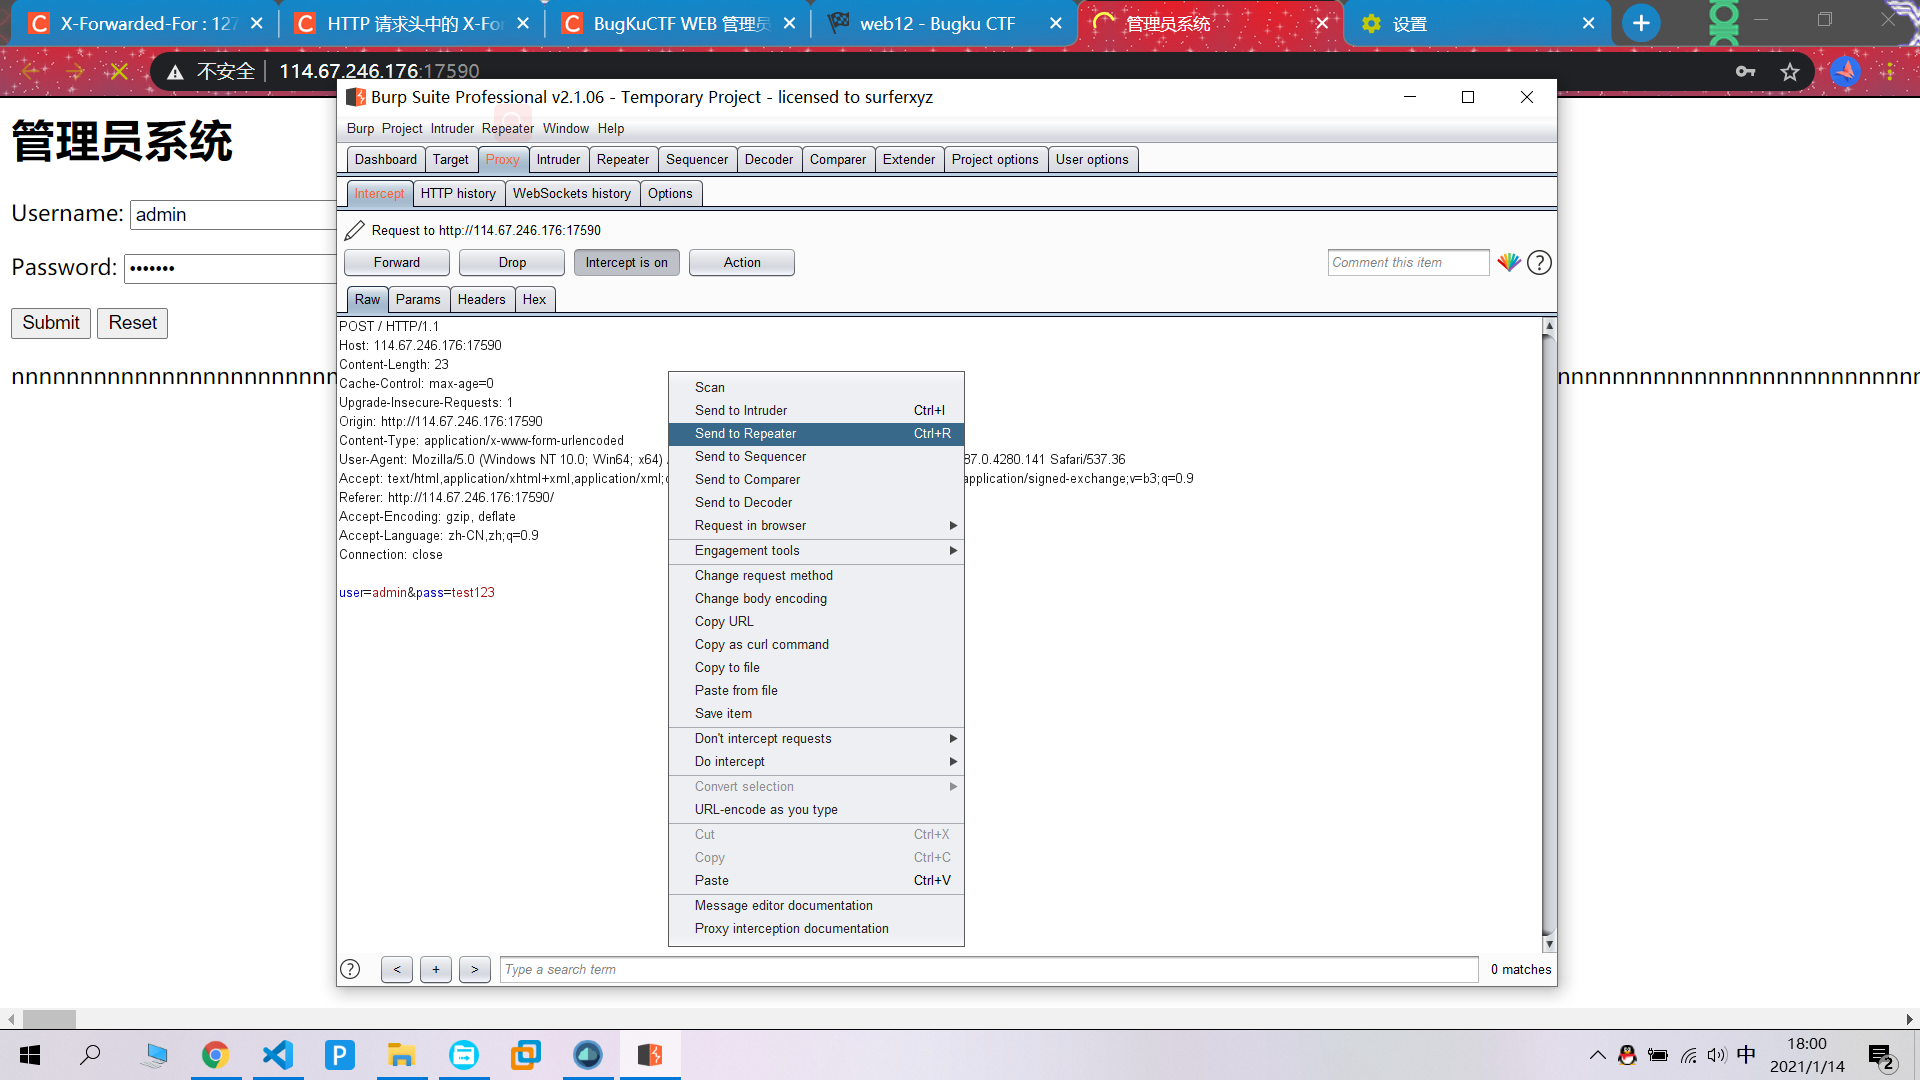 X-Forwarded-For : 127
HTTP 请求头中的 X-For
BugKuCTF WEB 管理员
web12 - Bugku CTF
管理员系统
设置
不安全
114.67.246.176:17590
管理员系统
Username: admin
Password: •••••••
Submit
Reset
nnnnnnnnnnnnnnnnnnnnnnnn
nnnnnnnnnnnnnnnnnnnnnnnnnn
Burp Suite Professional v2.1.06 - Temporary Project - licensed to surferxyz
Burp Project Intruder Repeater Window Help
Dashboard Target Proxy Intruder Repeater Sequencer Decoder Comparer Extender Project options User options
Intercept HTTP history WebSockets history Options
Request to http://114.67.246.176:17590
Forward Drop Intercept is on Action Comment this item
Raw Params Headers Hex
POST / HTTP/1.1
Host: 114.67.246.176:17590
Content-Length: 23
Cache-Control: max-age=0
Upgrade-Insecure-Requests: 1
Origin: http://114.67.246.176:17590
Content-Type: application/x-www-form-urlencoded
User-Agent: Mozilla/5.0 (Windows NT 10.0; Win64; x64) 87.0.4280.141 Safari/537.36
Accept: text/html,application/xhtml+xml,application/xml; application/signed-exchange;v=b3;q=0.9
Referer: http://114.67.246.176:17590/
Accept-Encoding: gzip, deflate
Accept-Language: zh-CN,zh;q=0.9
Connection: close
user=admin&pass=test123
Scan
Send to Intruder Ctrl+I
Send to Repeater Ctrl+R
Send to Sequencer
Send to Comparer
Send to Decoder
Request in browser
Engagement tools
Change request method
Change body encoding
Copy URL
Copy as curl command
Copy to file
Paste from file
Save item
Don't intercept requests
Do intercept
Convert selection
URL-encode as you type
Cut Ctrl+X
Copy Ctrl+C
Paste Ctrl+V
Message editor documentation
Proxy interception documentation
? < + > Type a search term 0 matches
中
18:00
2021/1/14
2